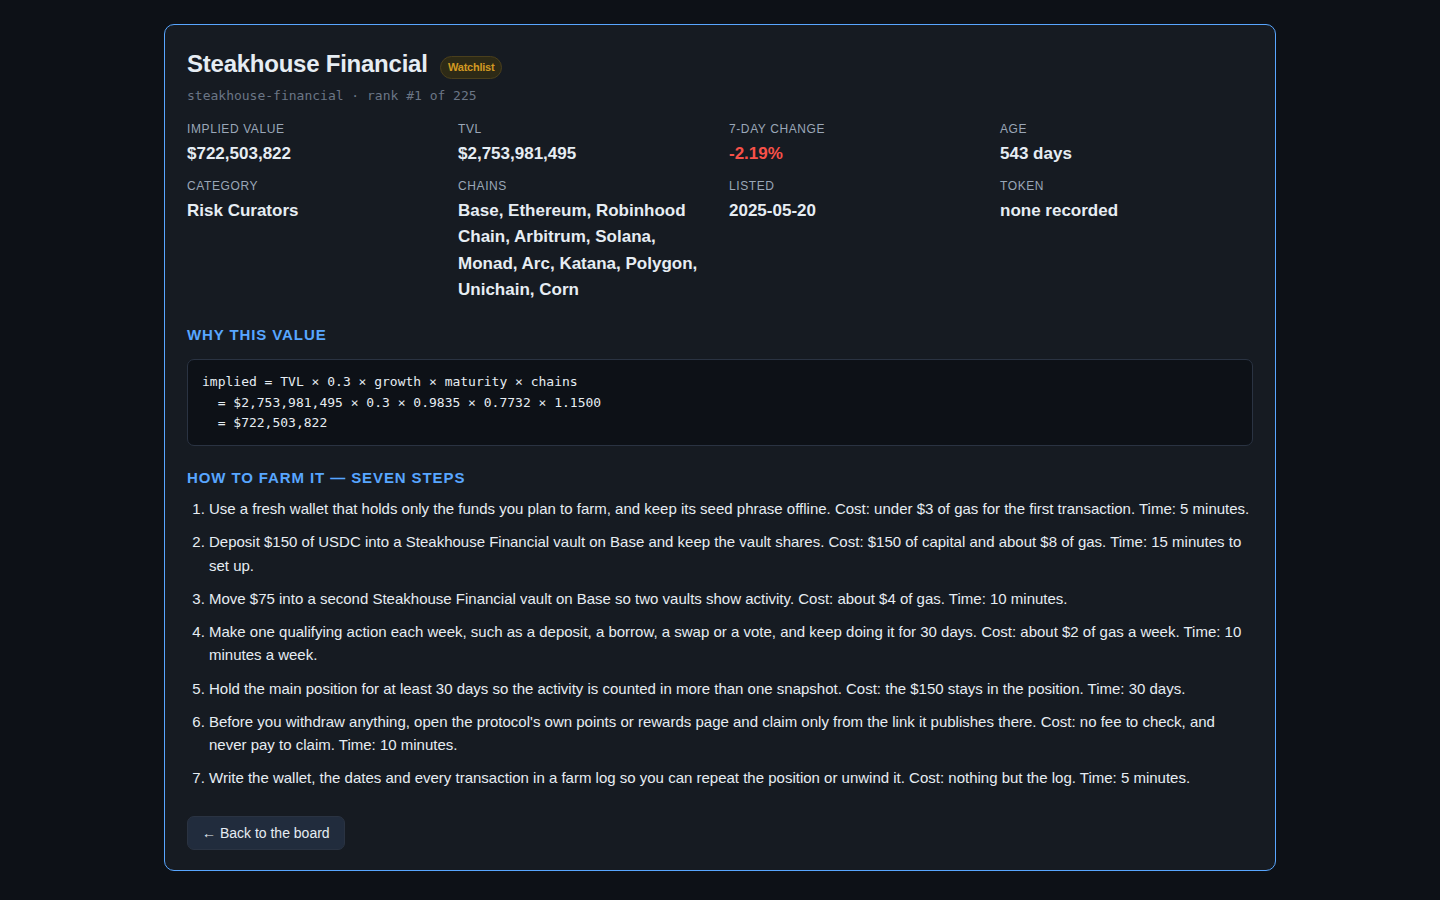 Steakhouse Financial Watchlist
steakhouse-financial · rank #1 of 225
IMPLIED VALUE
$722,503,822
TVL
$2,753,981,495
7-DAY CHANGE
-2.19%
AGE
543 days
CATEGORY
Risk Curators
CHAINS
Base, Ethereum, Robinhood
Chain, Arbitrum, Solana,
Monad, Arc, Katana, Polygon,
Unichain, Corn
LISTED
2025-05-20
TOKEN
none recorded
WHY THIS VALUE
implied = TVL × 0.3 × growth × maturity × chains
= $2,753,981,495 × 0.3 × 0.9835 × 0.7732 × 1.1500
= $722,503,822
HOW TO FARM IT — SEVEN STEPS
1. Use a fresh wallet that holds only the funds you plan to farm, and keep its seed phrase offline. Cost: under $3 of gas for the first transaction. Time: 5 minutes.
2. Deposit $150 of USDC into a Steakhouse Financial vault on Base and keep the vault shares. Cost: $150 of capital and about $8 of gas. Time: 15 minutes to
set up.
3. Move $75 into a second Steakhouse Financial vault on Base so two vaults show activity. Cost: about $4 of gas. Time: 10 minutes.
4. Make one qualifying action each week, such as a deposit, a borrow, a swap or a vote, and keep doing it for 30 days. Cost: about $2 of gas a week. Time: 10
minutes a week.
5. Hold the main position for at least 30 days so the activity is counted in more than one snapshot. Cost: the $150 stays in the position. Time: 30 days.
6. Before you withdraw anything, open the protocol's own points or rewards page and claim only from the link it publishes there. Cost: no fee to check, and
never pay to claim. Time: 10 minutes.
7. Write the wallet, the dates and every transaction in a farm log so you can repeat the position or unwind it. Cost: nothing but the log. Time: 5 minutes.
← Back to the board